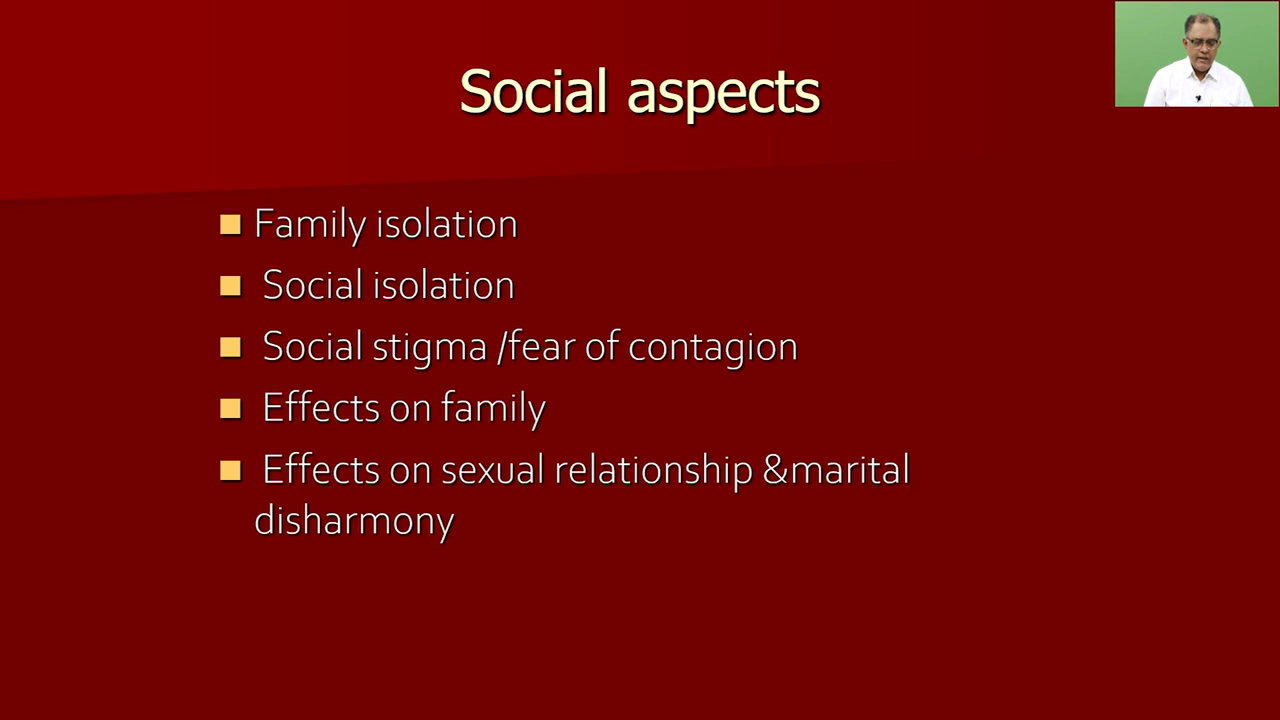 Social aspects
Family isolation
Social isolation
Social stigma /fear of contagion
Effects on family
Effects on sexual relationship &marital
disharmony